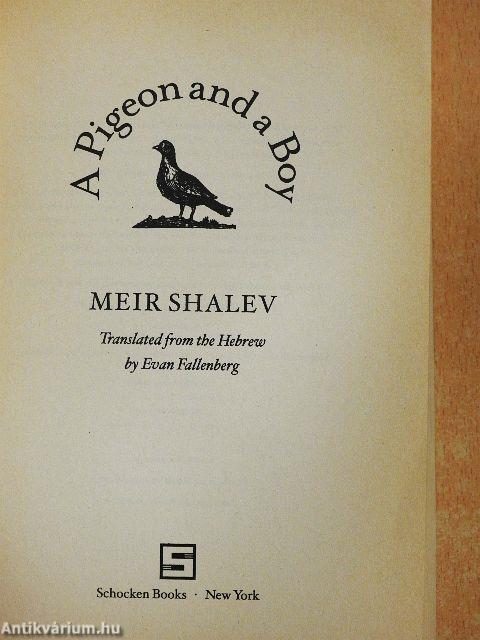 A Pigeon and a Boy
MEIR SHALEV
Translated from the Hebrew
by Evan Fallenberg
S
Schocken Books · New York
Antikvárium.hu